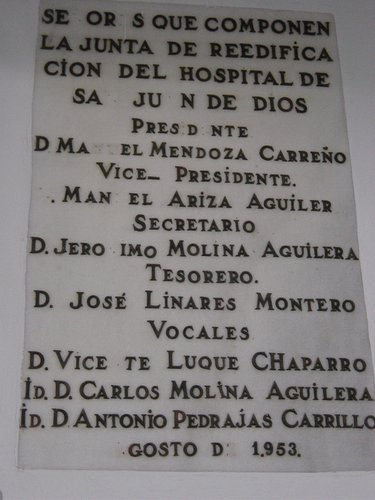 SE OR S QUE COMPONEN
LA JUNTA DE REEDIFICA
CION DEL HOSPITAL DE
SA JU N DE DIOS
PRES D NTE
D MA EL MENDOZA CARREÑO
VICE- PRESIDENTE.
. MAN EL ARIZA AGUILER
SECRETARIO
D. JERO IMO MOLINA AGUILERA
TESORERO.
D. JOSÉ LINARES MONTERO
VOCALES
D. VICE TE LUQUE CHAPARRO
ID. D. CARLOS MOLINA AGUILERA
ID. D ANTONIO PEDRAJAS CARRILLO
GOSTO D 1.953.